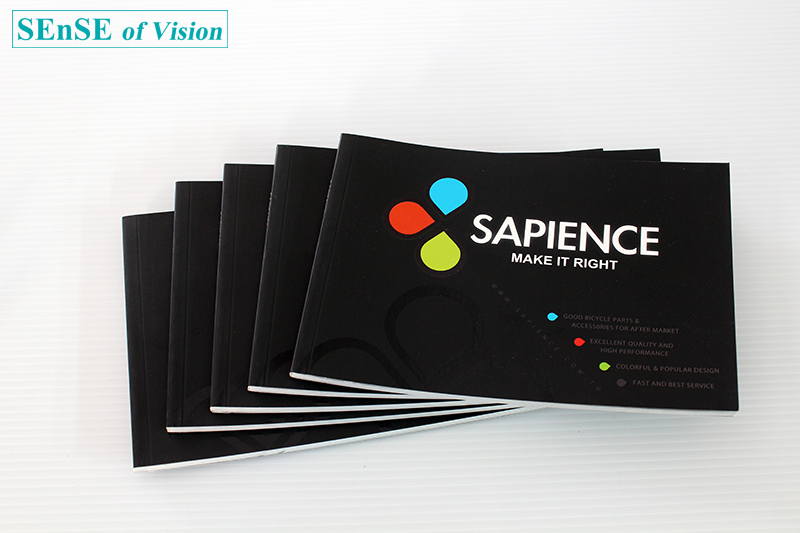 SEnSE of Vision
SAPIENCE
MAKE IT RIGHT
GOOD BICYCLE PARTS &
ACCESSORIES FOR AFTER MARKET
EXCELLENT QUALITY AND
HIGH PERFORMANCE
COLORFUL & POPULAR DESIGN
FAST AND BEST SERVICE